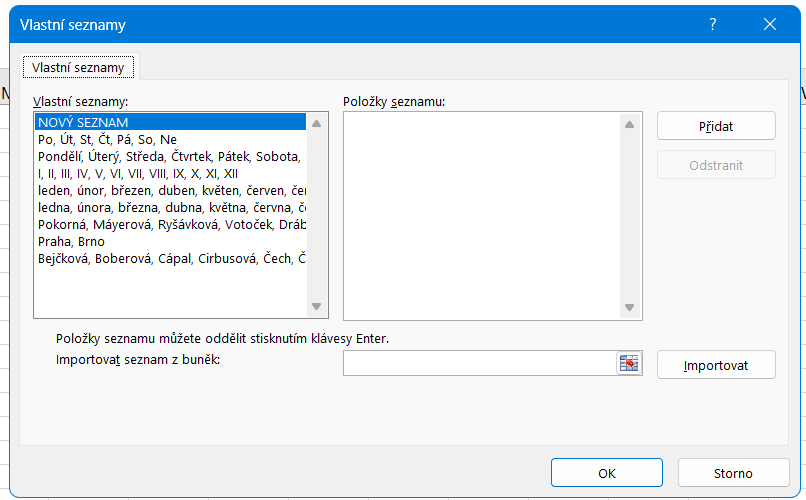 Vlastní seznamy
?
Vlastní seznamy
Vlastní seznamy:
NOVÝ SEZNAM
Po, Út, St, Čt, Pá, So, Ne
Pondělí, Úterý, Středa, Čtvrtek, Pátek, Sobota,
I, II, III, IV, V, VI, VII, VIII, IX, X, XI, XII
leden, únor, březen, duben, květen, červen, čer
ledna, února, března, dubna, května, června, če
Pokorná, Máyerová, Ryšávková, Votoček, Dráb
Praha, Brno
Bejčková, Boberová, Cápal, Cirbusová, Čech, Č
Položky seznamu:
Přidat
Odstranit
Položky seznamu můžete oddělit stisknutím klávesy Enter.
Importovat seznam z buněk:
Importovat
OK
Storno